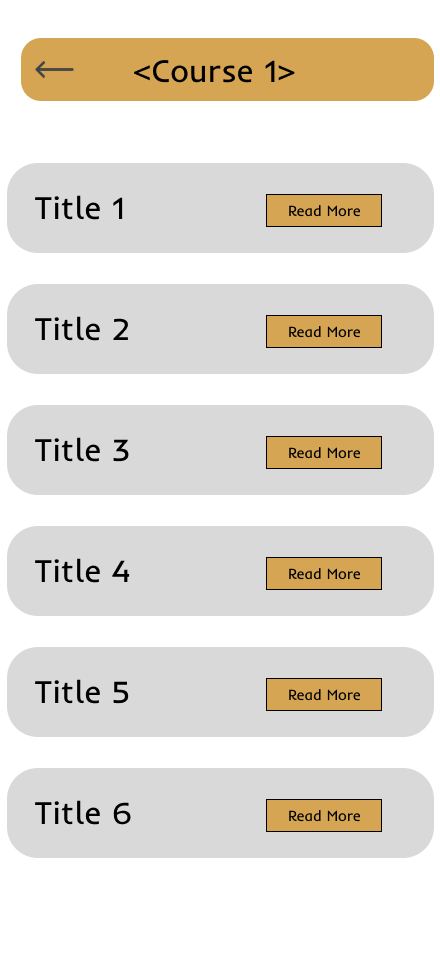 <Course 1>
Title 1 Read More
Title 2 Read More
Title 3 Read More
Title 4 Read More
Title 5 Read More
Title 6 Read More